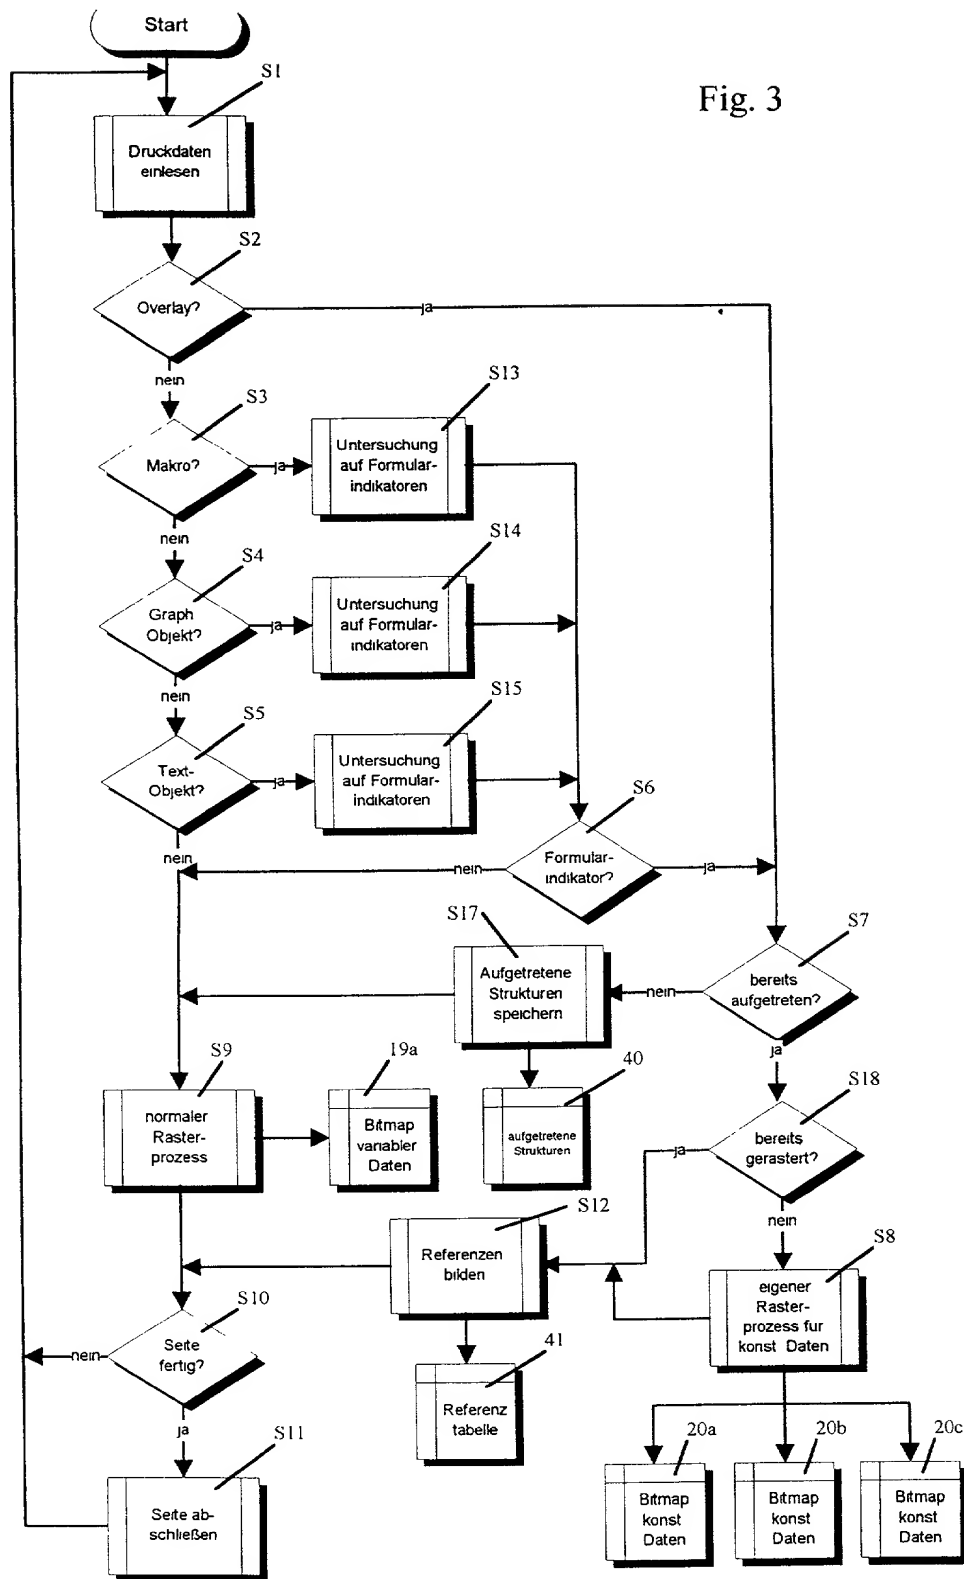 Start
Fig. 3
S1
Druckdaten
einlesen
S2
Overlay?
ja
nein
S3
Makro?
ja
S13
Untersuchung
auf Formular-
indikatoren
nein
S4
Graph
Objekt?
ja
S14
Untersuchung
auf Formular-
indikatoren
nein
S5
Text-
Objekt?
ja
S15
Untersuchung
auf Formular-
indikatoren
nein
S6
Formular-
indikator?
nein
ja
S17
Aufgetretene
Strukturen
speichern
S7
bereits
aufgetreten?
nein
ja
S9
normaler
Raster-
prozess
19a
Bitmap
variabler
Daten
40
aufgetretene
Strukturen
S18
bereits
gerastert?
ja
nein
S12
Referenzen
bilden
S8
eigener
Raster-
prozess fur
konst Daten
S10
Seite
fertig?
nein
ja
41
Referenz
tabelle
S11
Seite ab-
schließen
20a
Bitmap
konst
Daten
20b
Bitmap
konst
Daten
20c
Bitmap
konst
Daten